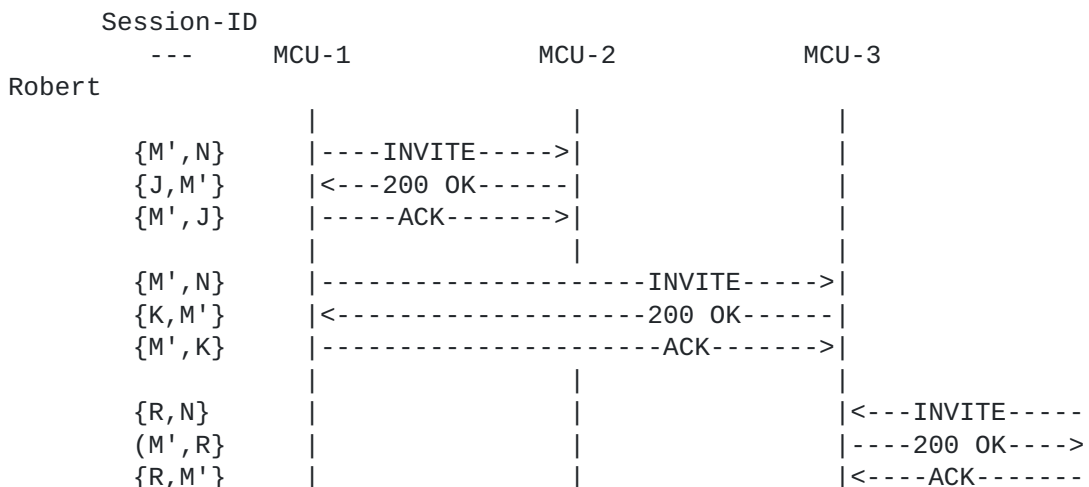 Session-ID
         ---     MCU-1            MCU-2            MCU-3
Robert
                   |                |                |
        {M',N}     |----INVITE----->|                |
        {J,M'}     |<---200 OK------|                |
        {M',J}     |-----ACK------->|                |
                   |                |                |
        {M',N}     |---------------------INVITE----->|
        {K,M'}     |<--------------------200 OK------|
        {M',K}     |----------------------ACK------->|
                   |                |                |
        {R,N}      |                |                |<---INVITE-----
        (M',R}     |                |                |----200 OK---->
        {R,M'}     |                |                |<----ACK-------